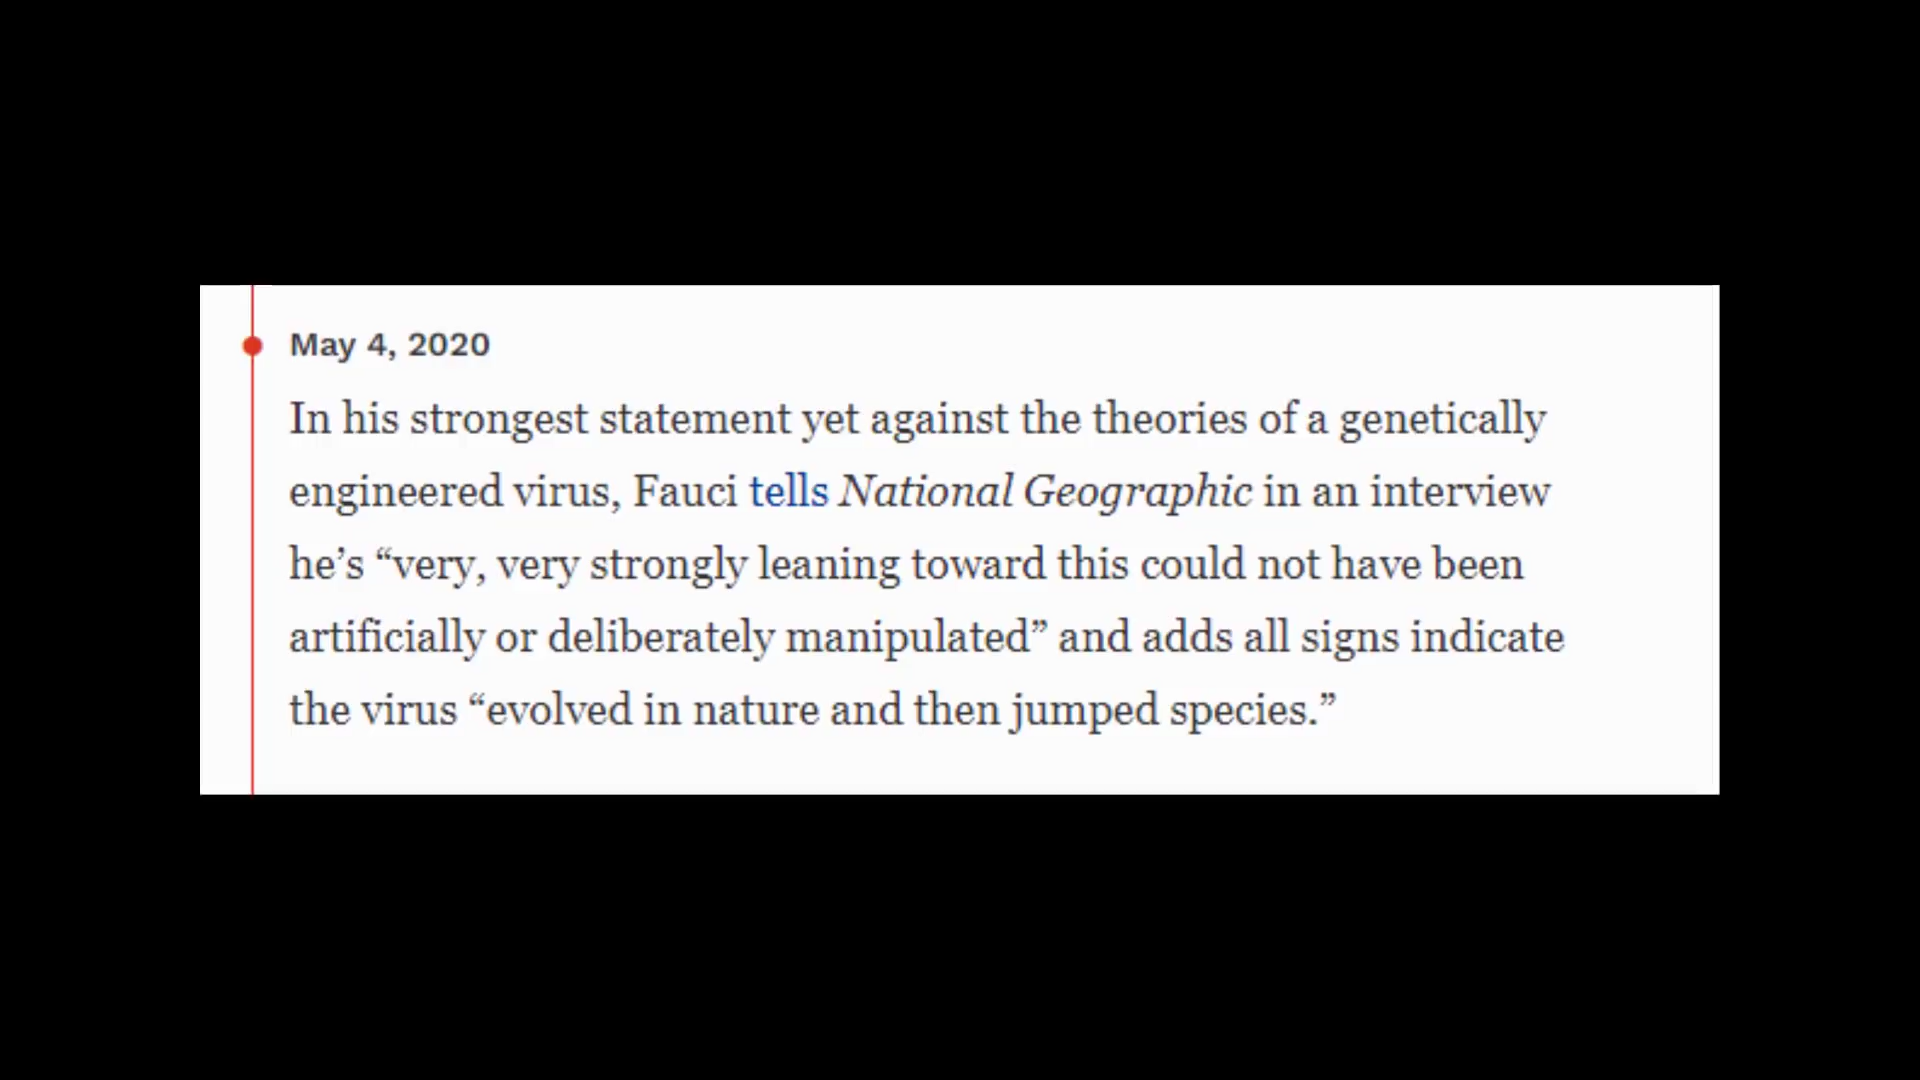 May 4, 2020
In his strongest statement yet against the theories of a genetically
engineered virus, Fauci tells National Geographic in an interview
he’s “very, very strongly leaning toward this could not have been
artificially or deliberately manipulated” and adds all signs indicate
the virus “evolved in nature and then jumped species.”